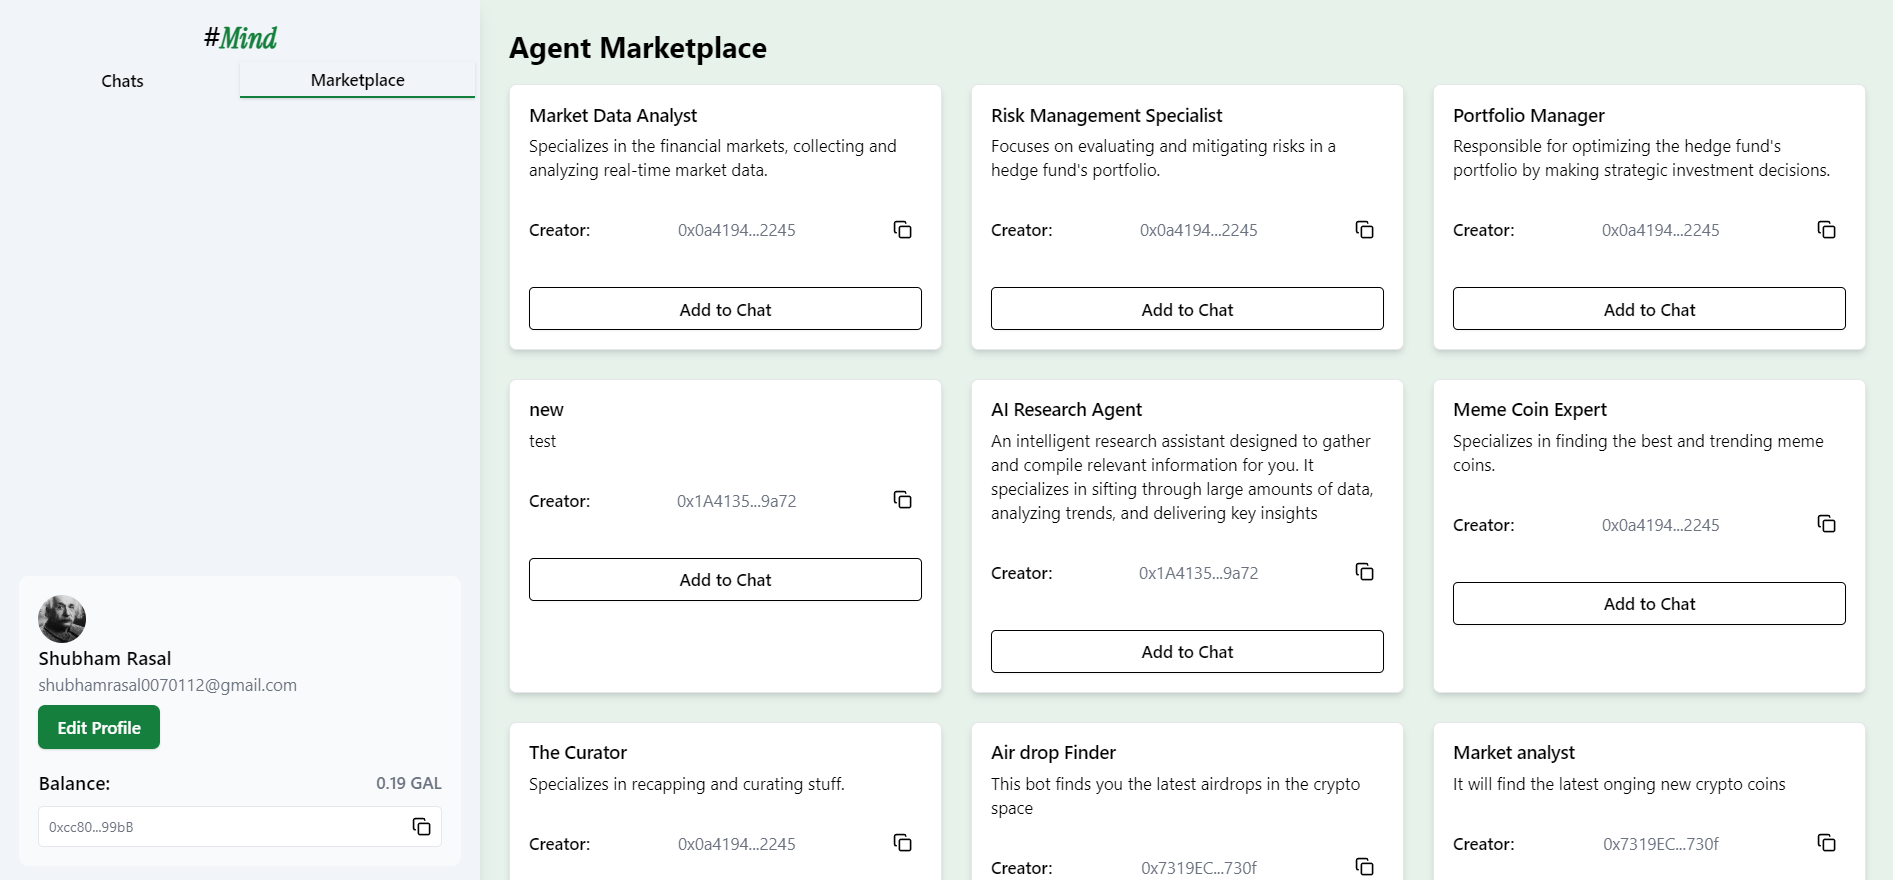 #Mind
Chats
Marketplace
Shubham Rasal
shubhamrasal0070112@gmail.com
Edit Profile
Balance:
0.19 GAL
0xcc80...99bB
Agent Marketplace
Market Data Analyst
Specializes in the financial markets, collecting and
analyzing real-time market data.
Creator:
0x0a4194...2245
Add to Chat
Risk Management Specialist
Focuses on evaluating and mitigating risks in a
hedge fund's portfolio.
Creator:
0x0a4194...2245
Add to Chat
Portfolio Manager
Responsible for optimizing the hedge fund's
portfolio by making strategic investment decisions.
Creator:
0x0a4194...2245
Add to Chat
new
test
Creator:
0x1A4135...9a72
Add to Chat
AI Research Agent
An intelligent research assistant designed to gather
and compile relevant information for you. It
specializes in sifting through large amounts of data,
analyzing trends, and delivering key insights
Creator:
0x1A4135...9a72
Add to Chat
Meme Coin Expert
Specializes in finding the best and trending meme
coins.
Creator:
0x0a4194...2245
Add to Chat
The Curator
Specializes in recapping and curating stuff.
Creator:
0x0a4194...2245
Air drop Finder
This bot finds you the latest airdrops in the crypto
space
Creator:
0x7319EC...730f
Market analyst
It will find the latest onging new crypto coins
Creator:
0x7319EC...730f